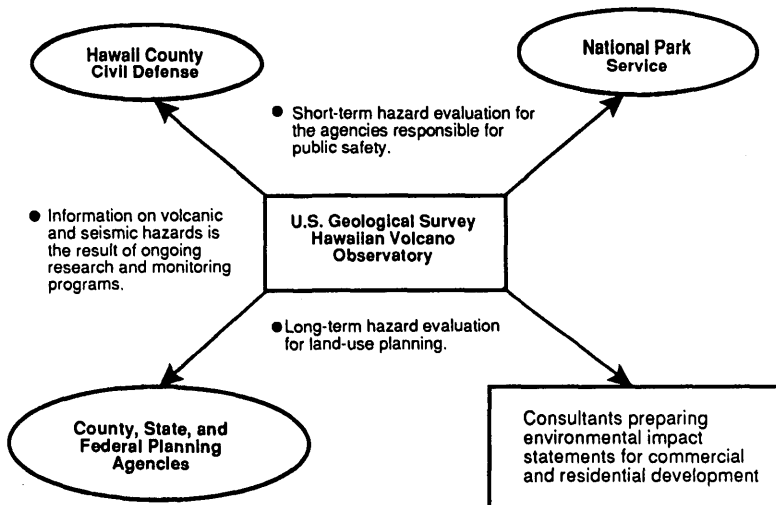 Hawaii County
Civil Defense
National Park
Service
● Short-term hazard evaluation for
the agencies responsible for
public safety.
● Information on volcanic
and seismic hazards is
the result of ongoing
research and monitoring
programs.
U.S. Geological Survey
Hawaiian Volcano
Observatory
● Long-term hazard evaluation
for land-use planning.
County, State, and
Federal Planning
Agencies
Consultants preparing
environmental impact
statements for commercial
and residential development